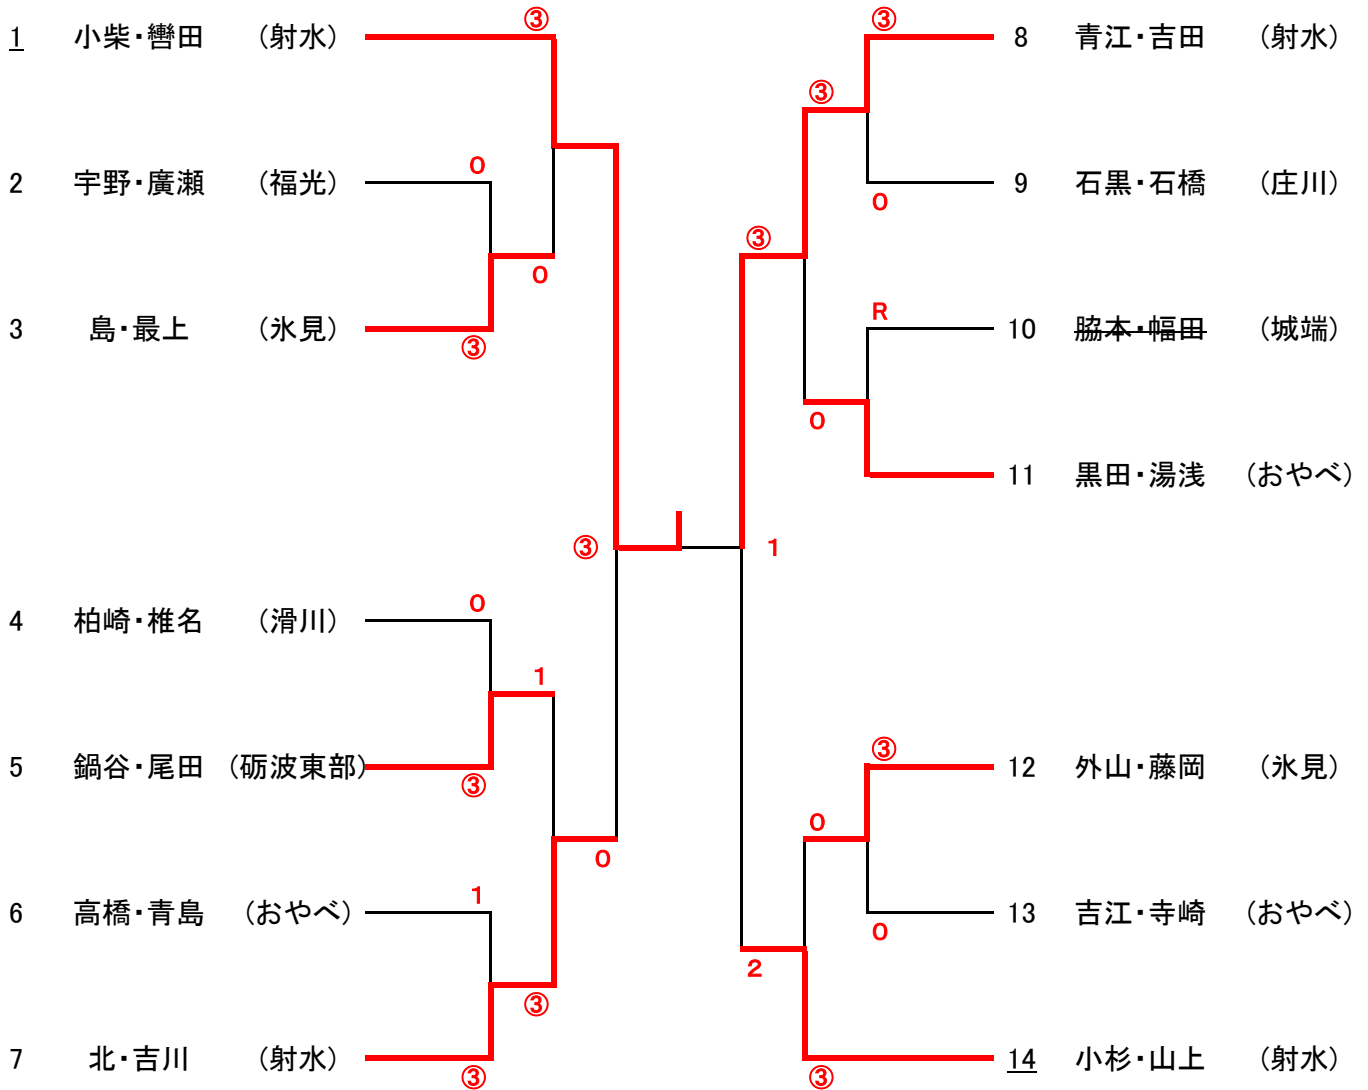 ③ ③
1 小柴・轡田 (射水) 8 青江・吉田 (射水)
③
0
2 宇野・廣瀬 (福光) 9 石黒・石橋 (庄川)
0
③
0
R
3 島・最上 (氷見) 10 脇本・幅田 (城端)
③
0
11 黒田・湯浅 (おやべ)
③ 1
0
4 柏崎・椎名 (滑川)
1
③
5 鍋谷・尾田 (砺波東部) 12 外山・藤岡 (氷見)
③
0
0
1
6 高橋・青島 (おやべ) 13 吉江・寺崎 (おやべ)
0
2
③
7 北・吉川 (射水) 14 小杉・山上 (射水)
③ ③